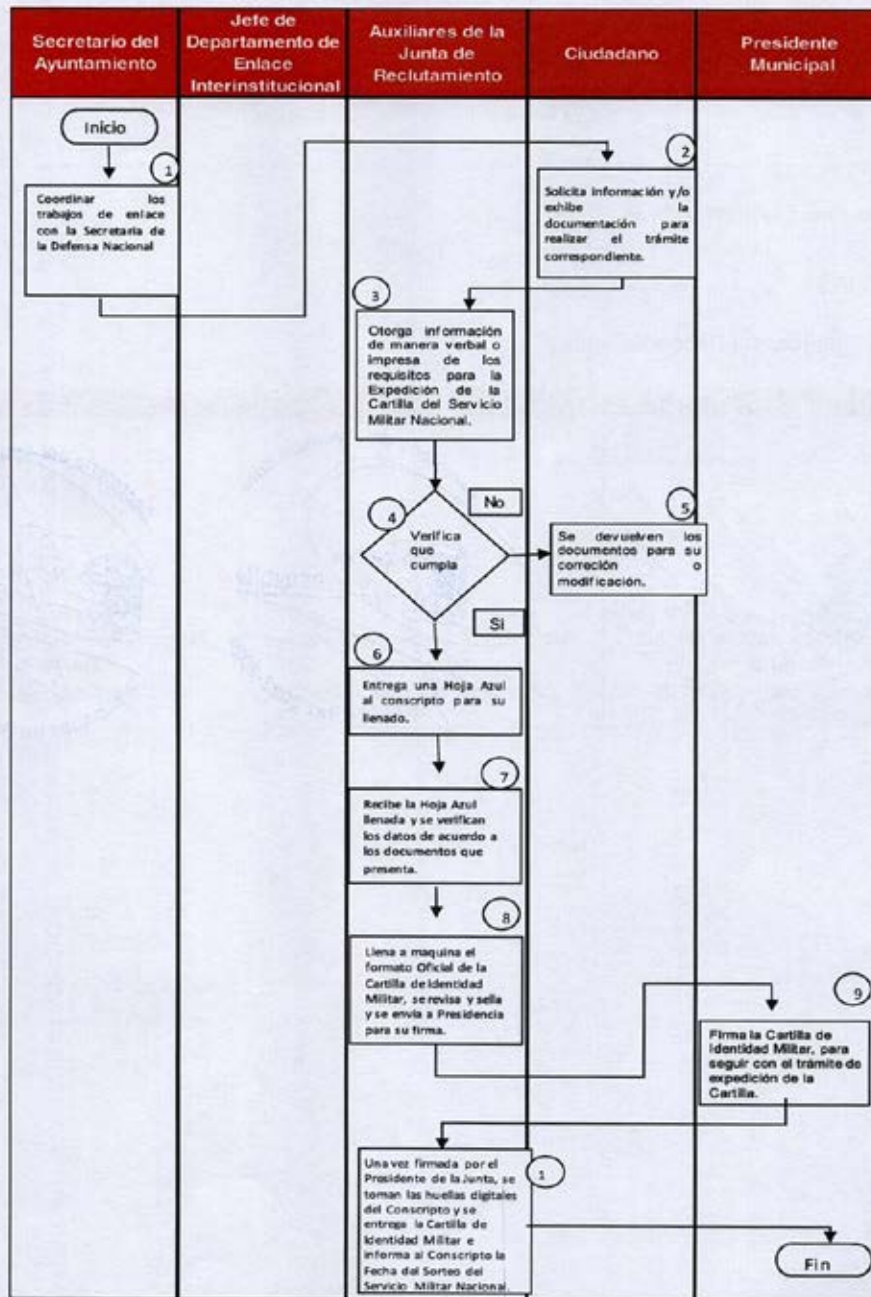 Secretario del
Ayuntamiento
Jefe de
Departamento de
Enlace
Interinstitucional
Auxiliares de la
Junta de
Reclutamiento
Ciudadano
Presidente
Municipal
Inicio
1
Coordinar los
trabajos de enlace
con la Secretaria de
la Defensa Nacional
2
Solicita información y/o
exhibe la
documentación para
realizar el trámite
correspondiente.
3
Otorga información
de manera verbal o
impresa de los
requisitos para la
Expedición de la
Cartilla del Servicio
Militar Nacional.
4
Verifica
que
cumpla
No
5
Se devuelven los
documentos para su
correción o
modificación.
Si
6
Entrega una Hoja Azul
al conscripto para su
llenado.
7
Recibe la Hoja Azul
llenada y se verifican
los datos de acuerdo a
los documentos que
presenta.
8
Llena a maquina el
formato Oficial de la
Cartilla de Identidad
Militar, se revisa y sella
y se envía a Presidencia
para su firma.
9
Firma la Cartilla de
Identidad Militar, para
seguir con el trámite de
expedición de la
Cartilla.
1
Una vez firmada por el
Presidente de la Junta, se
toman las huellas digitales
del Conscripto y se
entrega la Cartilla de
Identidad Militar e
informa al Conscripto la
Fecha del Sorteo del
Servicio Militar Nacional.
Fin